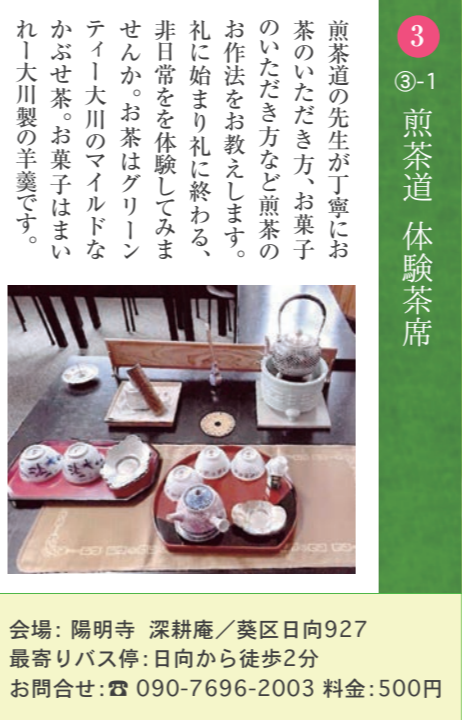 3
③-1
煎茶道 体験茶席
煎茶道の先生が丁寧にお
茶のいただき方、お菓子
のいただき方など煎茶の
お作法をお教えします。
礼に始まり礼に終わる、
非日常をを体験してみま
せんか。お茶はグリーン
ティー大川のマイルドな
かぶせ茶。お菓子はまい
れー大川製の羊羹です。
会場： 陽明寺 深耕庵／葵区日向927
最寄りバス停：日向から徒歩2分
お問合せ：☎ 090-7696-2003 料金：500円